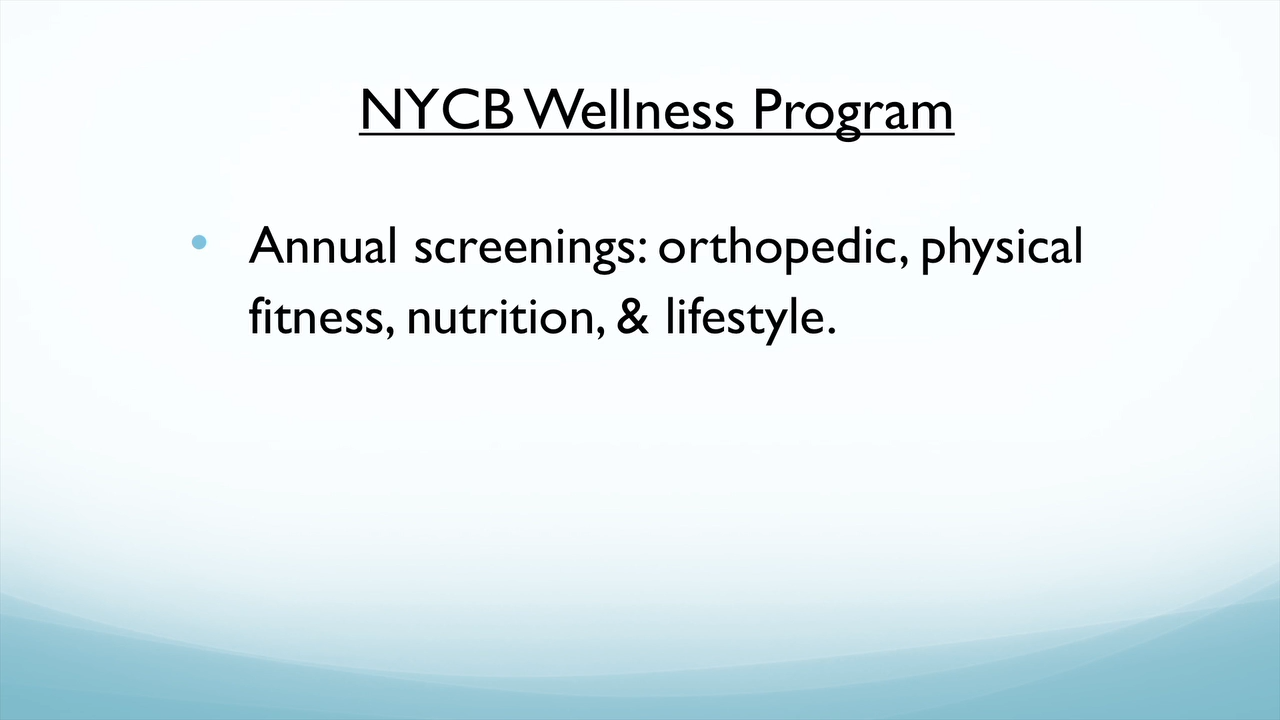 NYCB Wellness Program
• Annual screenings: orthopedic, physical
fitness, nutrition, & lifestyle.